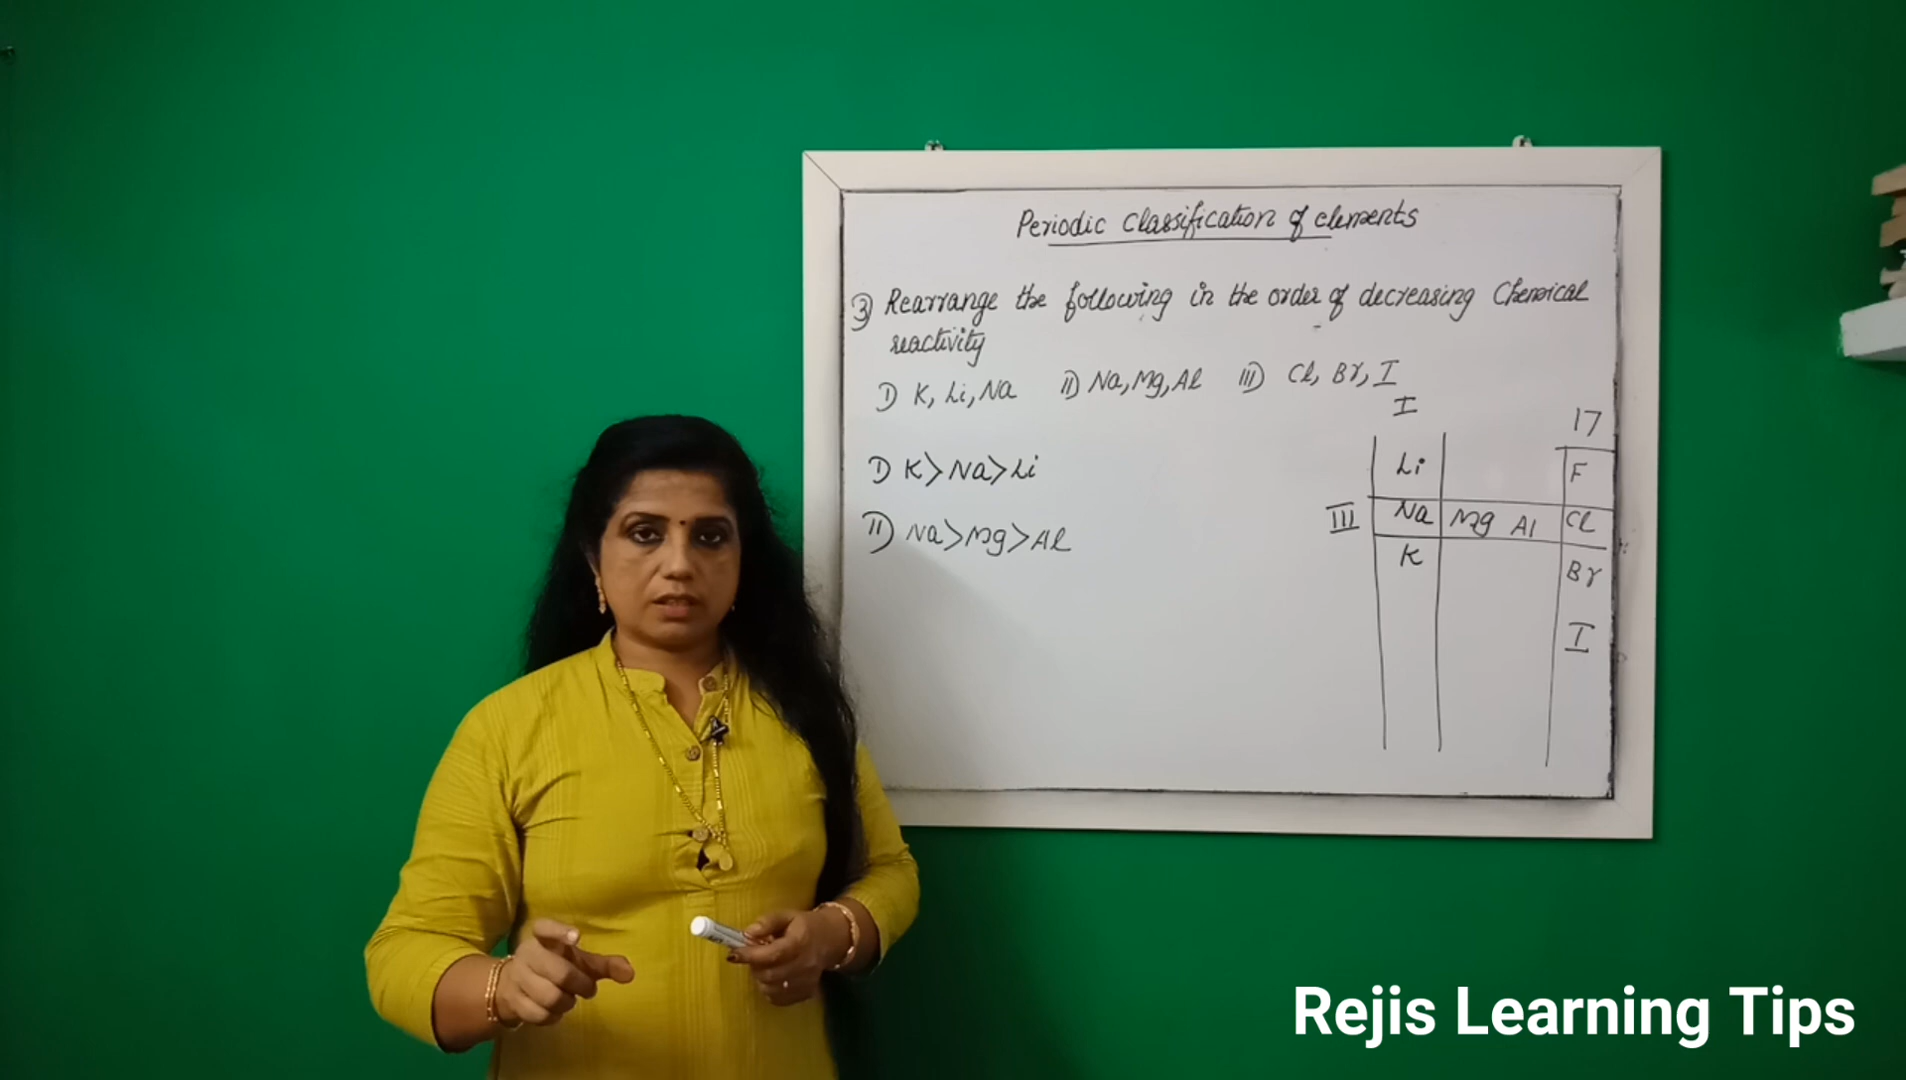 Periodic Classification of elements
③ Rearrange the following in the order of decreasing Chemical
reactivity
I) K, Li, Na II) Na, Mg, Al III) Cl, Br, I
I) K>Na>Li
II) Na>Mg>Al
I 17
Li F
III Na Mg Al Cl
K Br
I
Rejis Learning Tips